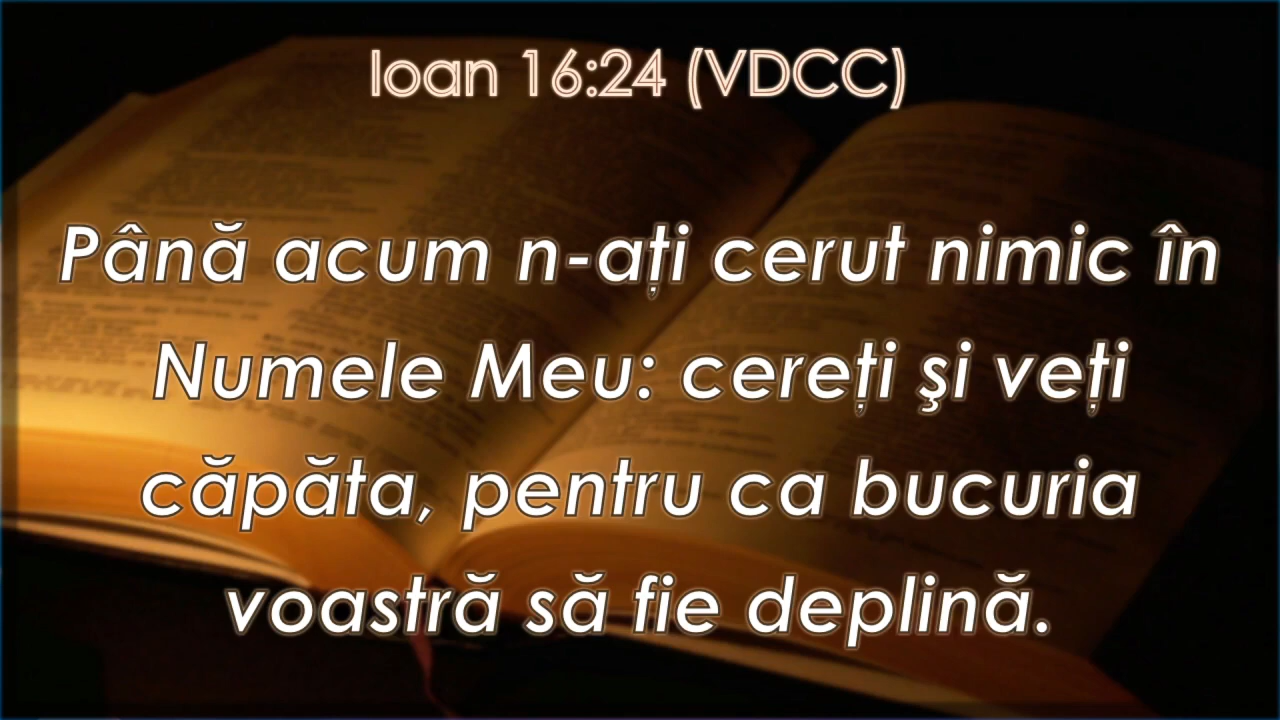 Ioan 16:24 (VDCC)
Până acum n-ați cerut nimic în
Numele Meu: cereți şi veți
căpăta, pentru ca bucuria
voastră să fie deplină.